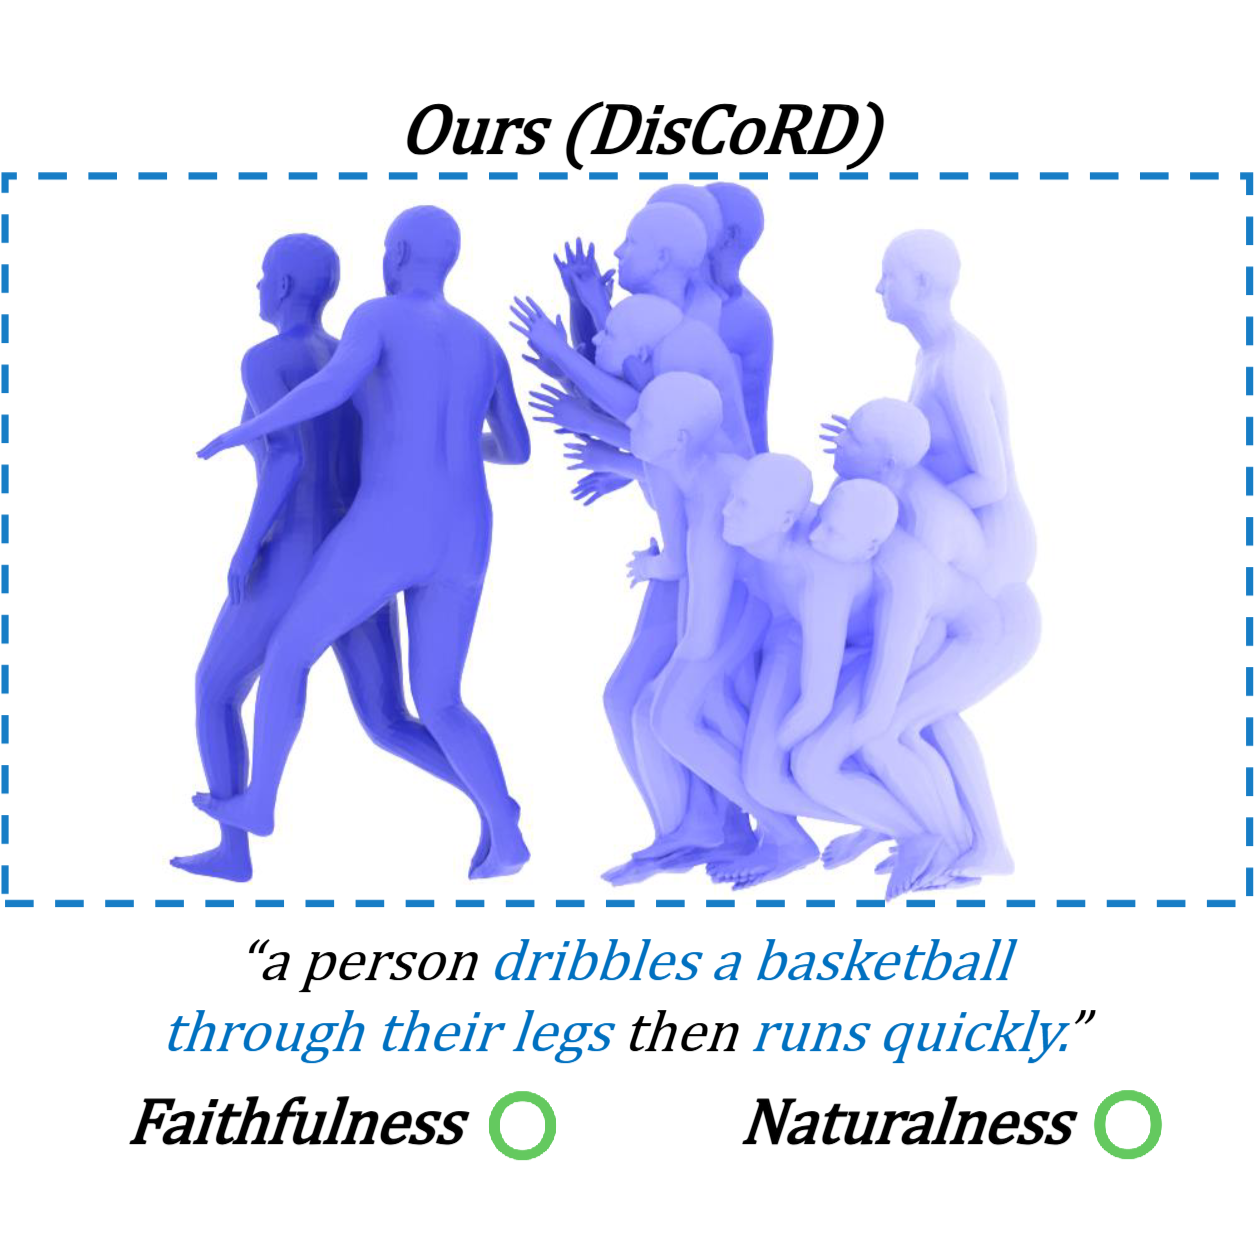 Ours (DisCoRD)
“a person dribbles a basketball
through their legs then runs quickly.”
Faithfulness
Naturalness